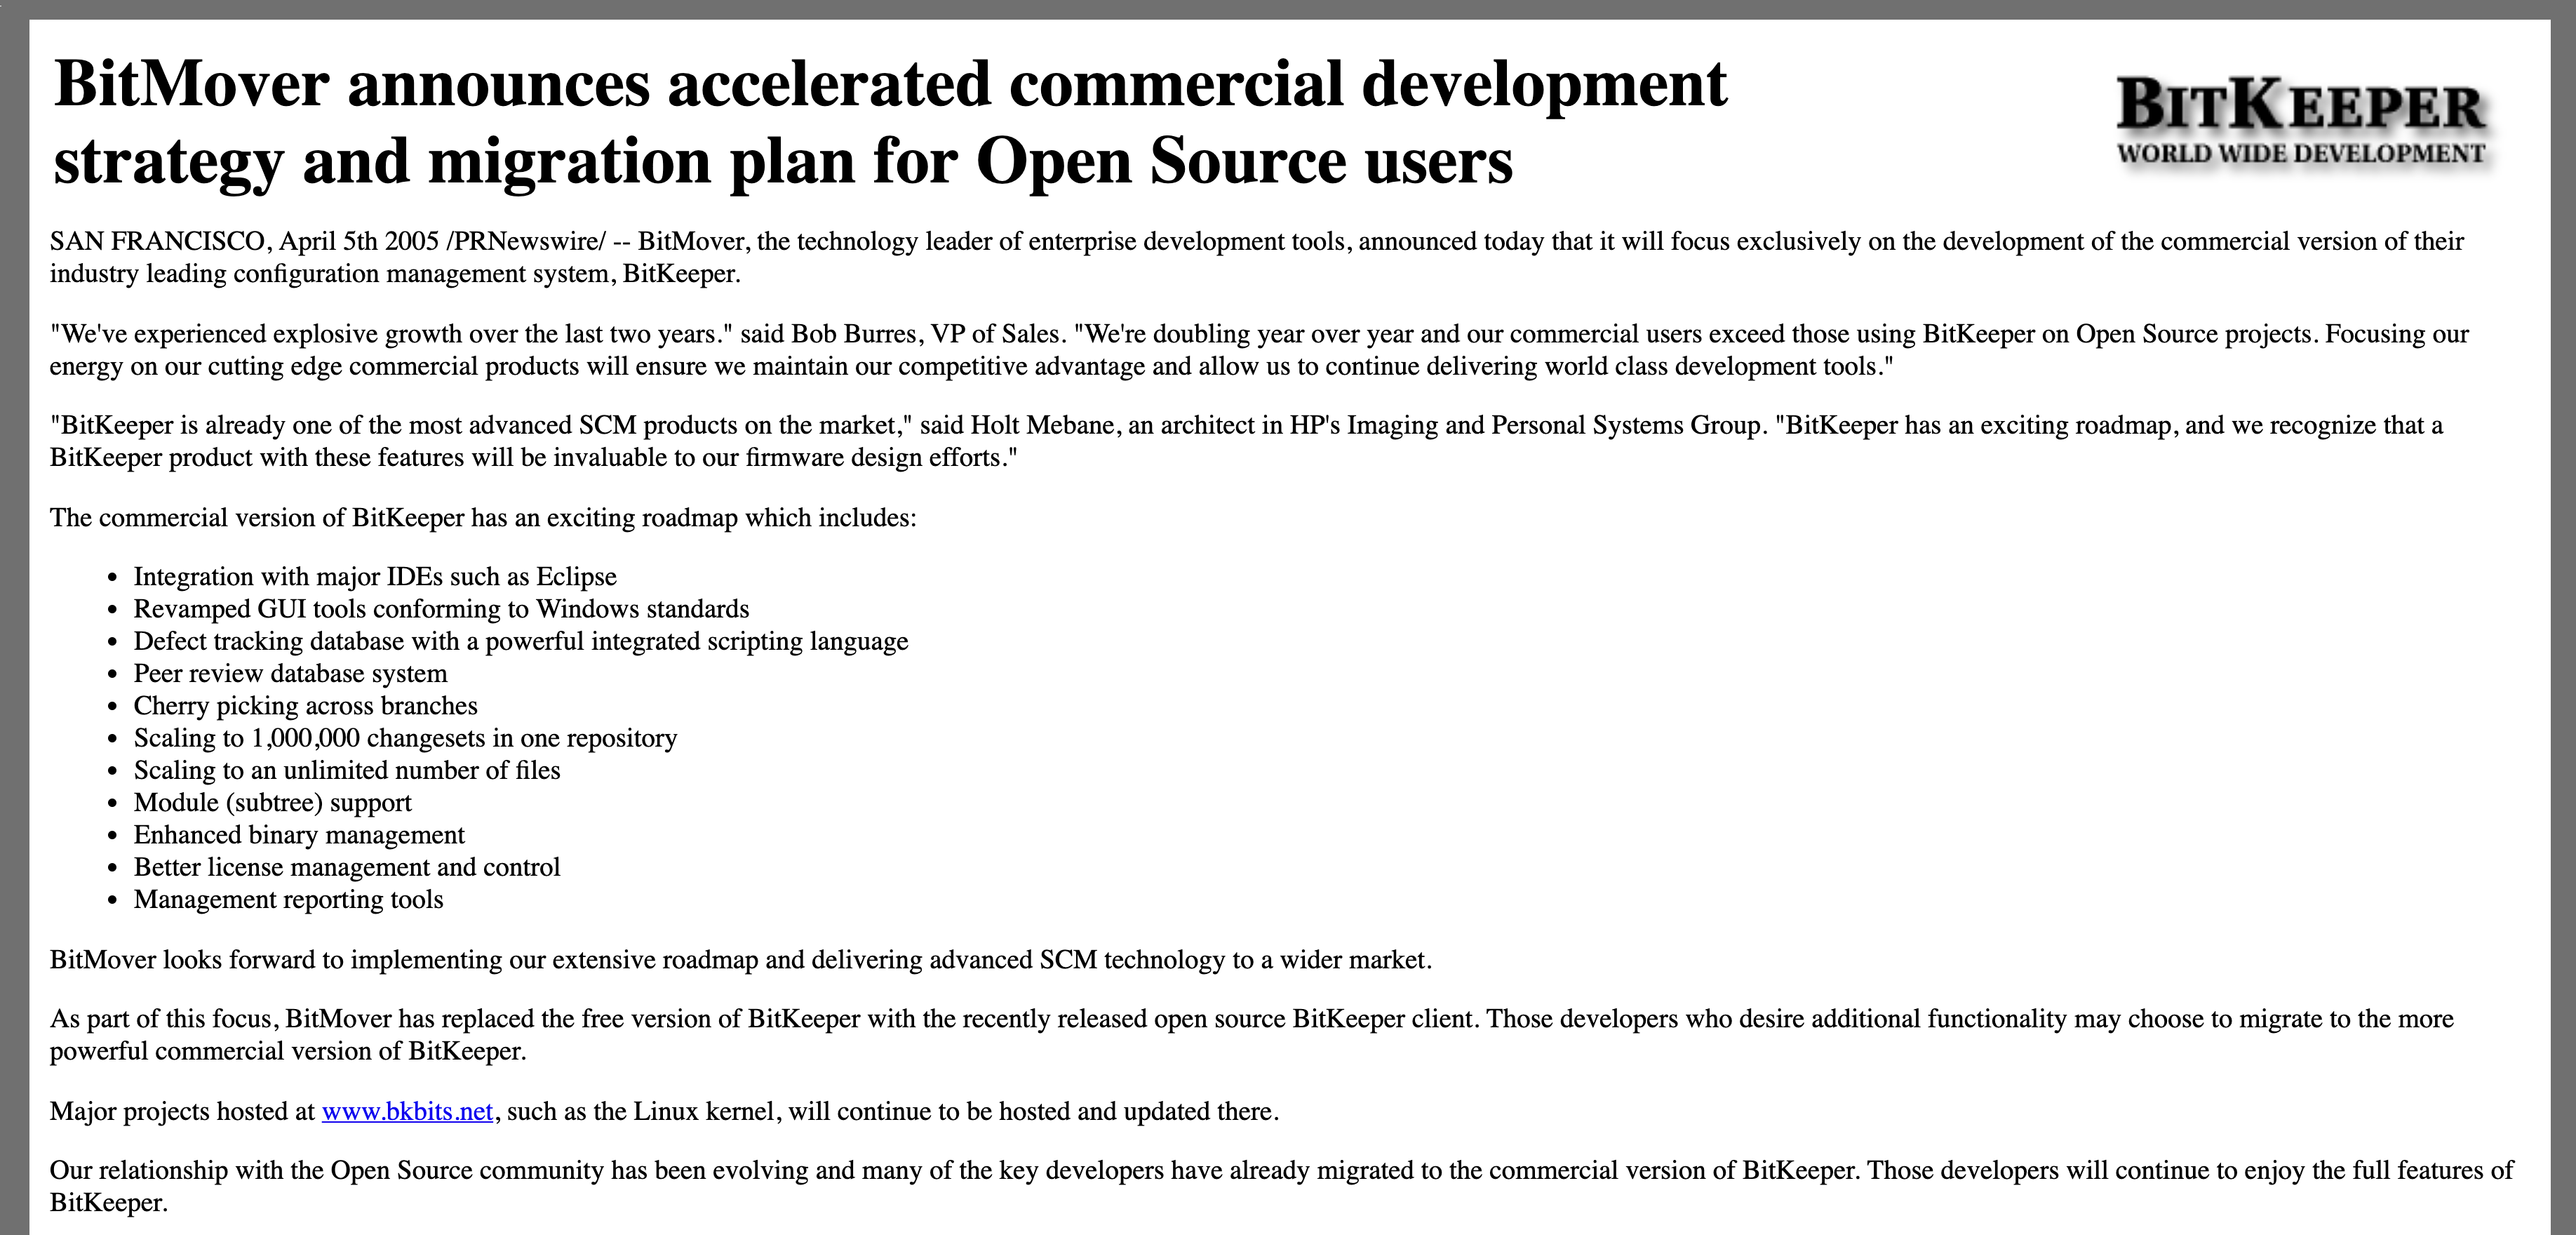 BitMover announces accelerated commercial development
strategy and migration plan for Open Source users
BITKEEPER
WORLD WIDE DEVELOPMENT
SAN FRANCISCO, April 5th 2005 /PRNewswire/ -- BitMover, the technology leader of enterprise development tools, announced today that it will focus exclusively on the development of the commercial version of their
industry leading configuration management system, BitKeeper.
"We've experienced explosive growth over the last two years." said Bob Burres, VP of Sales. "We're doubling year over year and our commercial users exceed those using BitKeeper on Open Source projects. Focusing our
energy on our cutting edge commercial products will ensure we maintain our competitive advantage and allow us to continue delivering world class development tools."
"BitKeeper is already one of the most advanced SCM products on the market," said Holt Mebane, an architect in HP's Imaging and Personal Systems Group. "BitKeeper has an exciting roadmap, and we recognize that a
BitKeeper product with these features will be invaluable to our firmware design efforts."
The commercial version of BitKeeper has an exciting roadmap which includes:
• Integration with major IDEs such as Eclipse
• Revamped GUI tools conforming to Windows standards
• Defect tracking database with a powerful integrated scripting language
• Peer review database system
• Cherry picking across branches
• Scaling to 1,000,000 changesets in one repository
• Scaling to an unlimited number of files
• Module (subtree) support
• Enhanced binary management
• Better license management and control
• Management reporting tools
BitMover looks forward to implementing our extensive roadmap and delivering advanced SCM technology to a wider market.
As part of this focus, BitMover has replaced the free version of BitKeeper with the recently released open source BitKeeper client. Those developers who desire additional functionality may choose to migrate to the more
powerful commercial version of BitKeeper.
Major projects hosted at www.bkbits.net, such as the Linux kernel, will continue to be hosted and updated there.
Our relationship with the Open Source community has been evolving and many of the key developers have already migrated to the commercial version of BitKeeper. Those developers will continue to enjoy the full features of
BitKeeper.